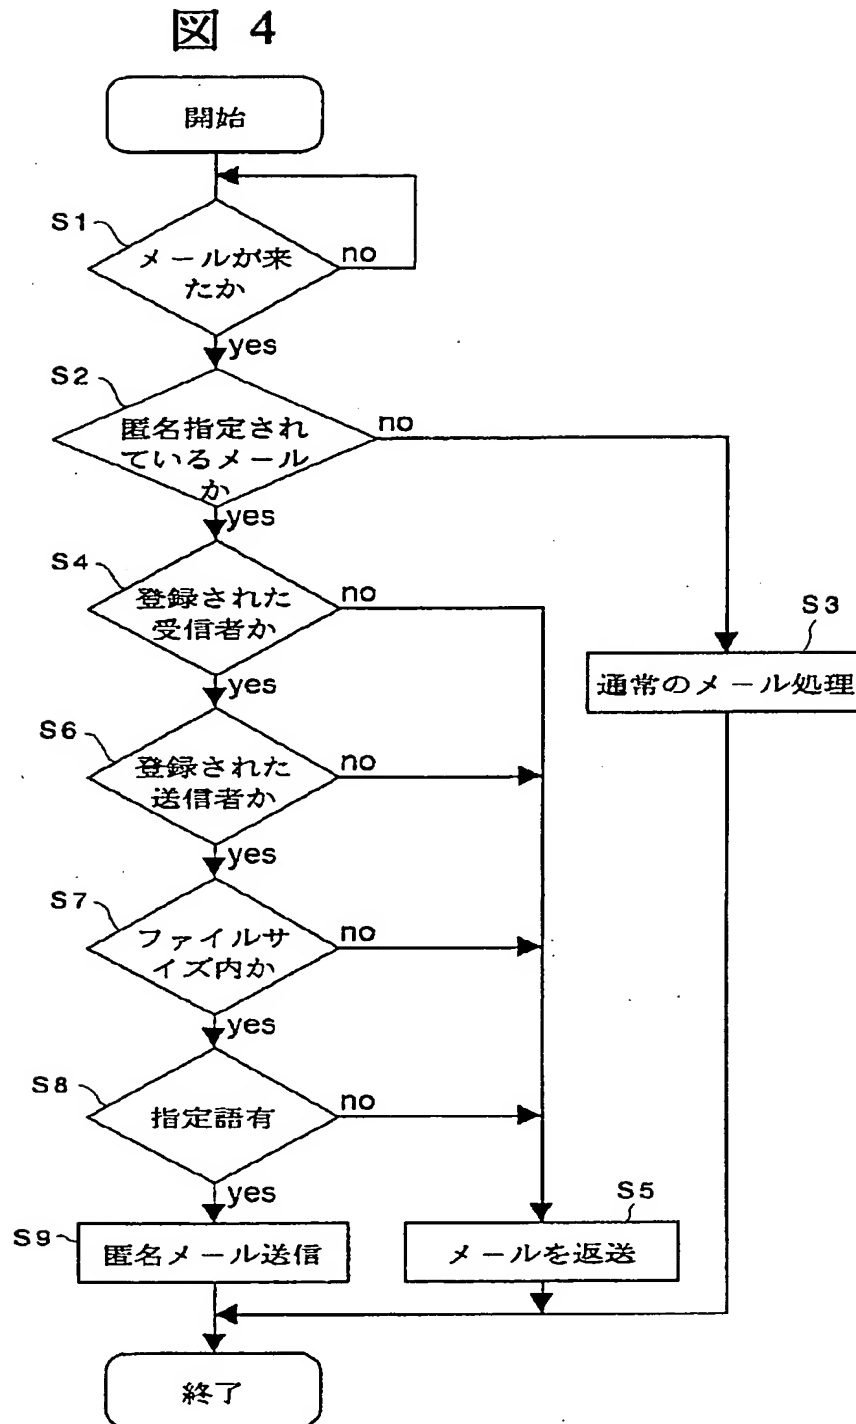 図 4
開始
S1
メールが来
たか
no
yes
S2
匿名指定され
ているメール
か
no
yes
S4
登録された
受信者か
no
S3
通常のメール処理
yes
S6
登録された
送信者か
no
yes
S7
ファイルサ
イズ内か
no
yes
S8
指定語有
no
yes
S9
匿名メール送信
S5
メールを返送
終了